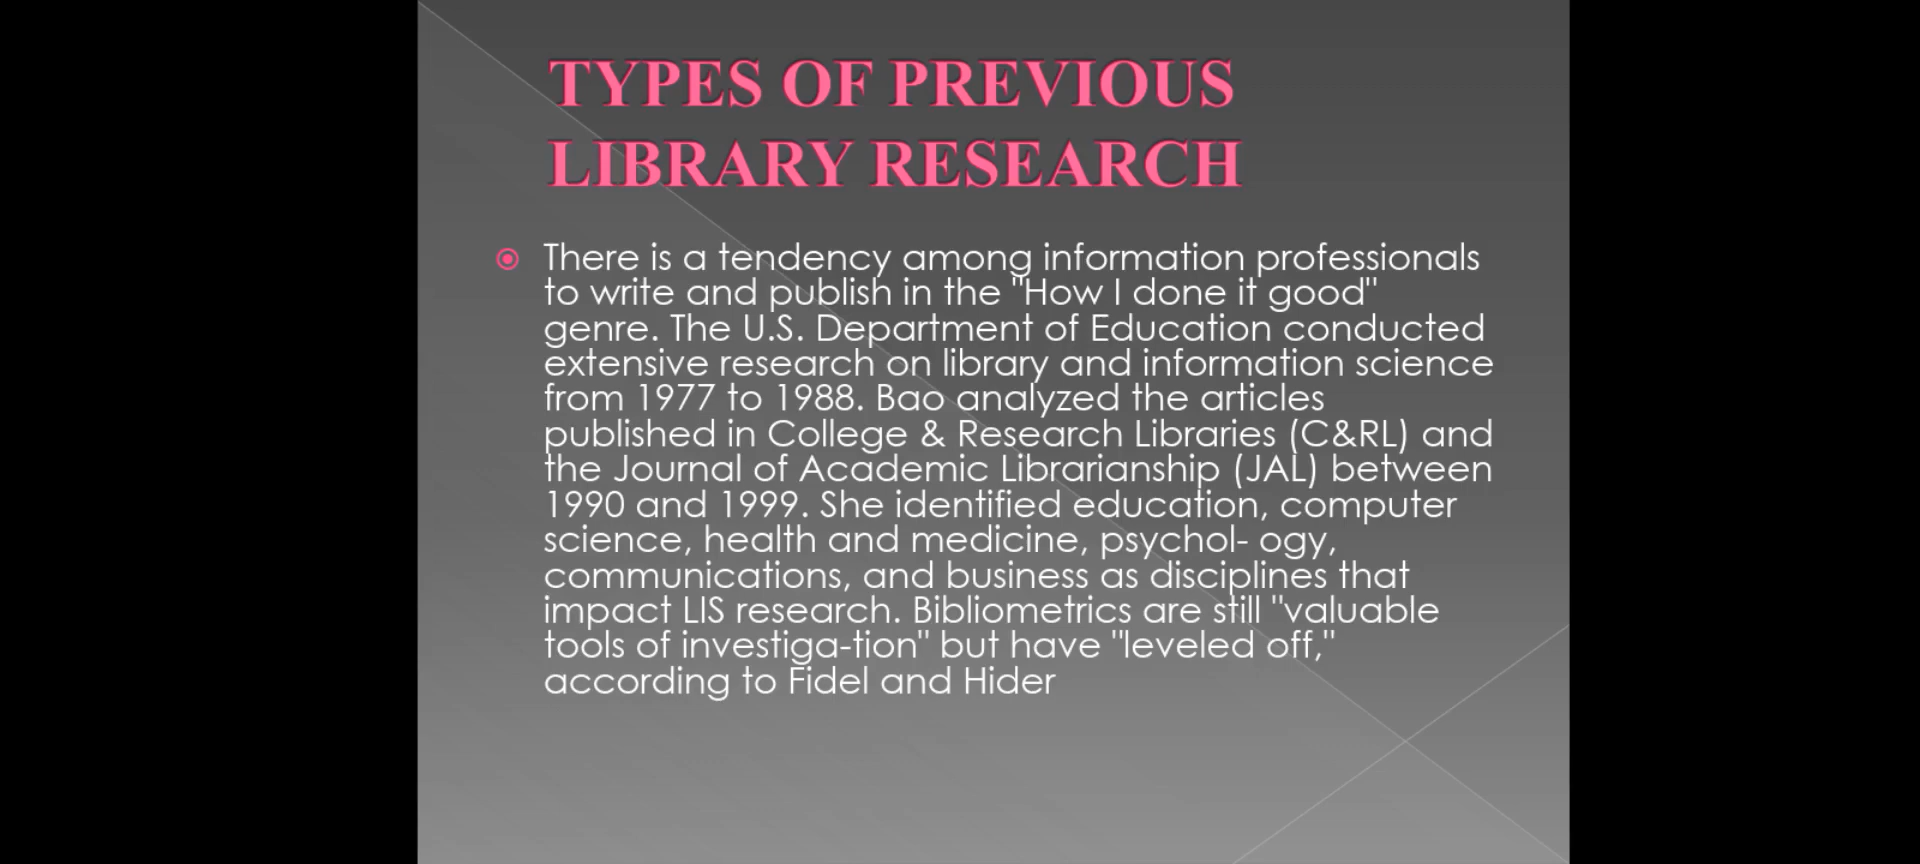 TYPES OF PREVIOUS
LIBRARY RESEARCH
There is a tendency among information professionals
to write and publish in the "How I done it good"
genre. The U.S. Department of Education conducted
extensive research on library and information science
from 1977 to 1988. Bao analyzed the articles
published in College & Research Libraries (C&RL) and
the Journal of Academic Librarianship (JAL) between
1990 and 1999. She identified education, computer
science, health and medicine, psychol- ogy,
communications, and business as disciplines that
impact LIS research. Bibliometrics are still "valuable
tools of investiga-tion" but have "leveled off,"
according to Fidel and Hider